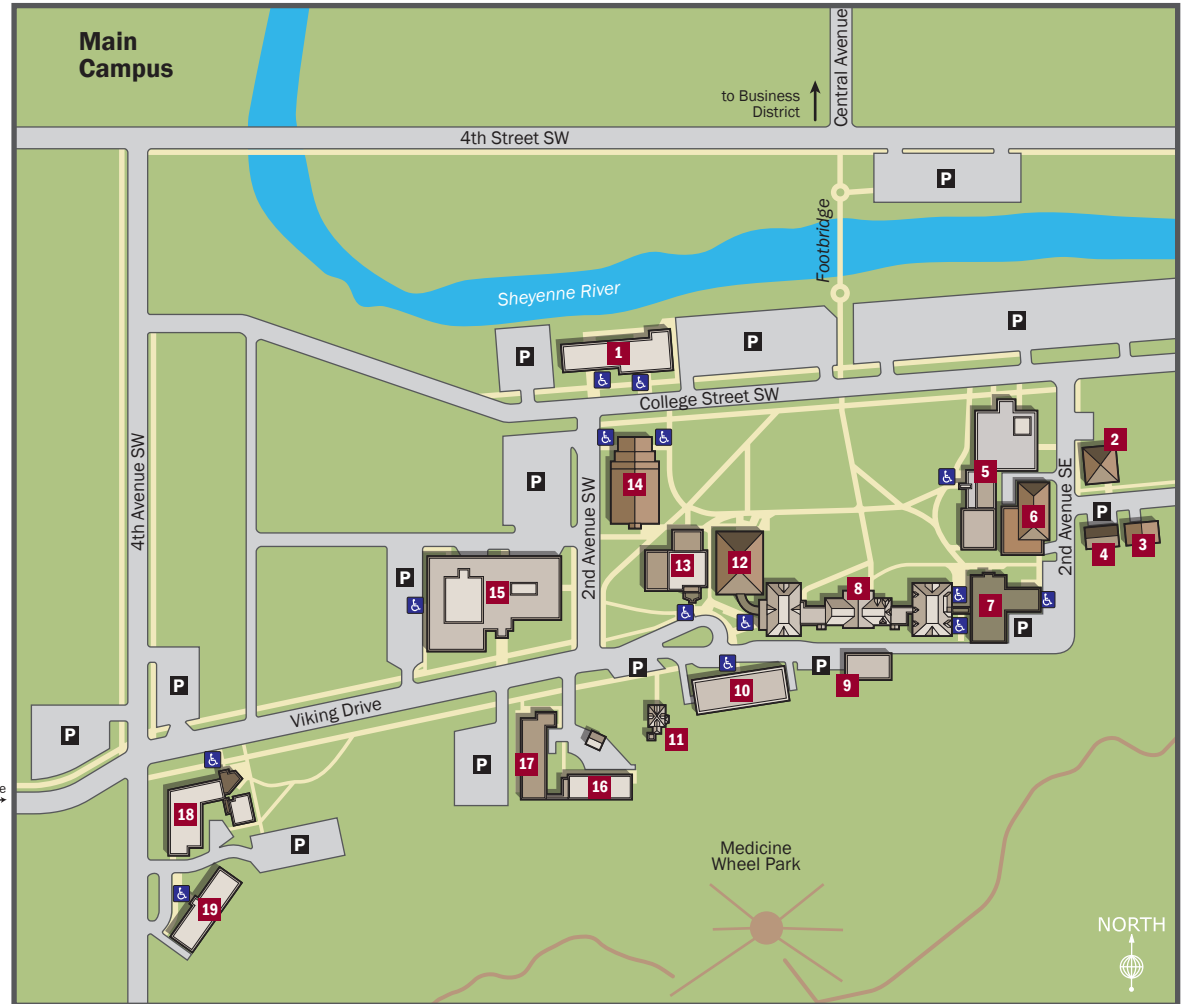 Main
Campus
to Business
District
Central Avenue
4th Street SW
P
Footbridge
Sheyenne River
P
P
P
1
College Street SW
4th Avenue SW
2nd Avenue SW
2nd Avenue SE
2
14
P
5
6
P
4
3
13
12
8
7
P
P
15
P
P
10
9
11
P
P
Viking Drive
17
16
P
18
P
19
Medicine
Wheel Park
NORTH
e